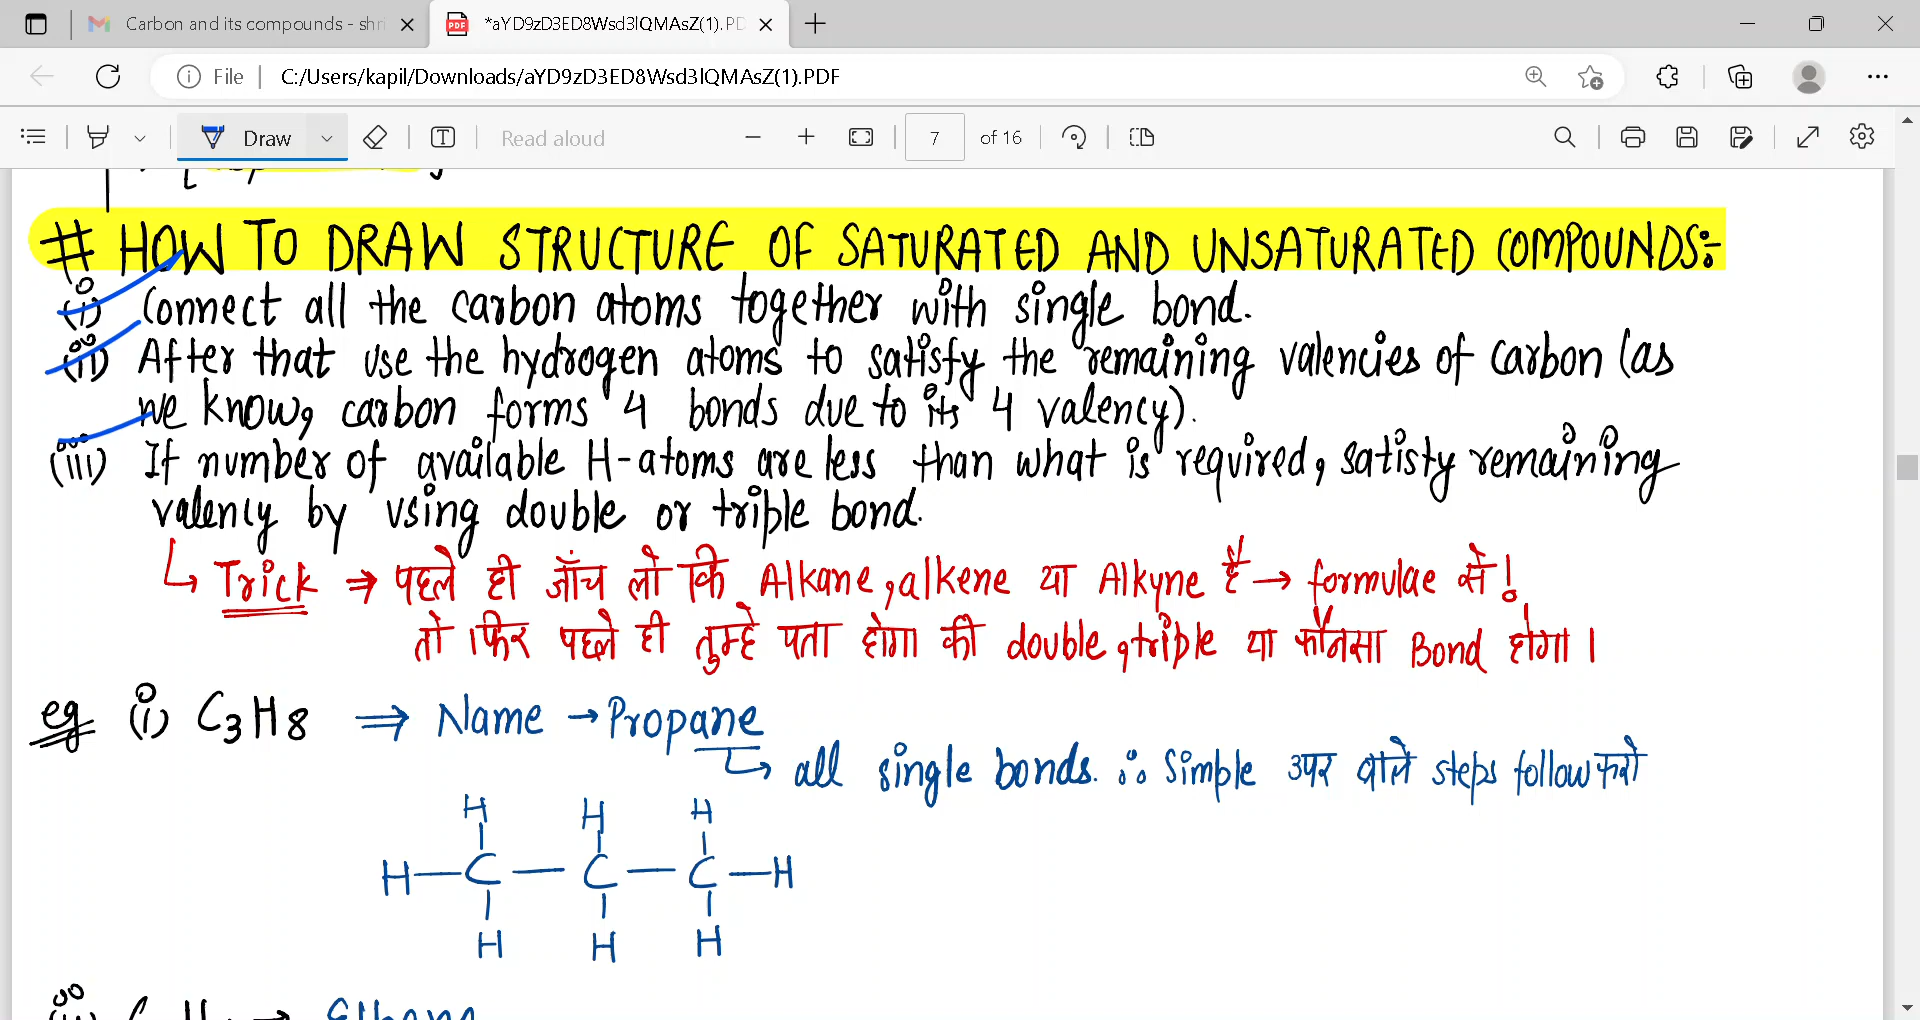 Carbon and its compounds - shri
*aYD9zD3ED8Wsd3lQMAsZ(1).PD
File C:/Users/kapil/Downloads/aYD9zD3ED8Wsd3lQMAsZ(1).PDF
Draw Read aloud 7 of 16
# HOW TO DRAW STRUCTURE OF SATURATED AND UNSATURATED COMPOUNDS:-
(i) Connect all the carbon atoms together with single bond.
(ii) After that use the hydrogen atoms to satisfy the remaining valencies of carbon (as
we know, carbon forms 4 bonds due to its 4 valency).
(iii) If number of available H-atoms are less than what is required, satisfy remaining
valency by using double or triple bond.
↳ Trick ⇒ पहले ही जाँच लो कि Alkane, alkene या Alkyne है → formulae से!
तो फिर पहले ही तुम्हे पता होगा की double, triple या कौनसा Bond होगा।
eg (i) C3H8 ⇒ Name → Propane
↳ all single bonds. ∴ Simple उपर वाले steps follow करो
H H H
H—C—C—C—H
H H H